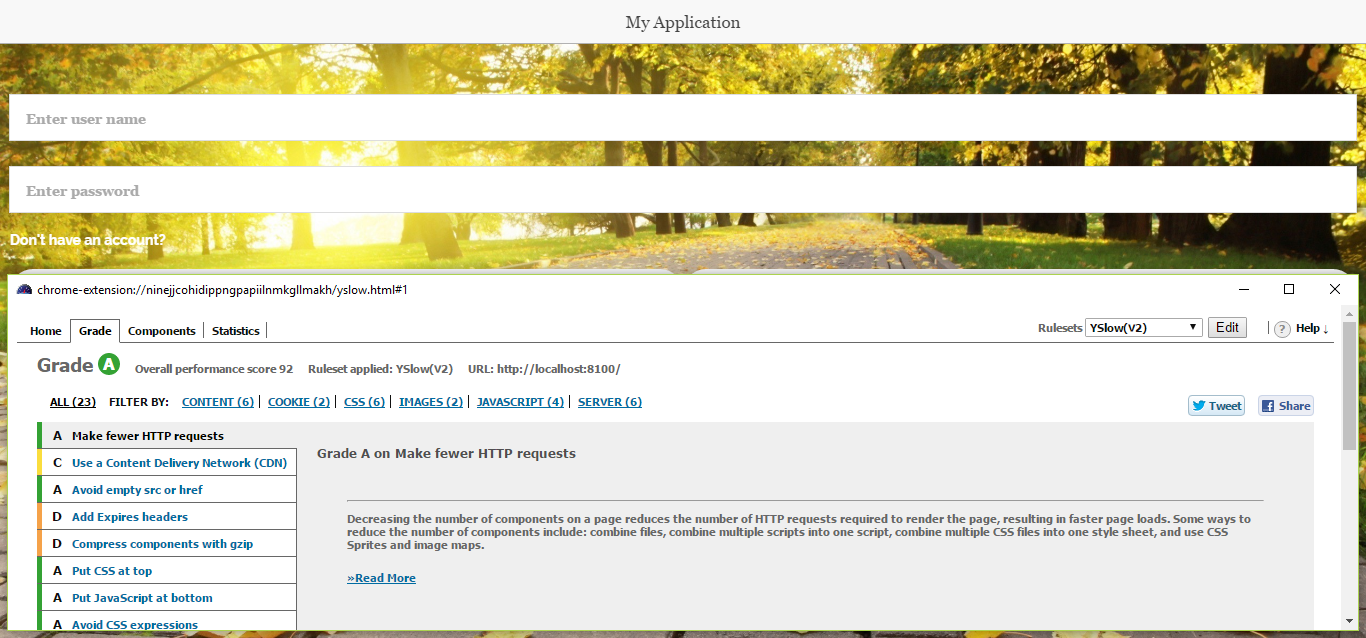 My Application
Enter user name
Enter password
Don't have an account?
chrome-extension://ninejjcohidippngpapiilnmkgllmakh/yslow.html#1
Home Grade Components Statistics Rulesets YSlow(V2) Edit ? Help ↓
Grade A Overall performance score 92 Ruleset applied: YSlow(V2) URL: http://localhost:8100/
ALL (23) FILTER BY: CONTENT (6) COOKIE (2) CSS (6) IMAGES (2) JAVASCRIPT (4) SERVER (6) Tweet Share
A Make fewer HTTP requests
C Use a Content Delivery Network (CDN)
A Avoid empty src or href
D Add Expires headers
D Compress components with gzip
A Put CSS at top
A Put JavaScript at bottom
A Avoid CSS expressions
Grade A on Make fewer HTTP requests
Decreasing the number of components on a page reduces the number of HTTP requests required to render the page, resulting in faster page loads. Some ways to
reduce the number of components include: combine files, combine multiple scripts into one script, combine multiple CSS files into one style sheet, and use CSS
Sprites and image maps.
»Read More